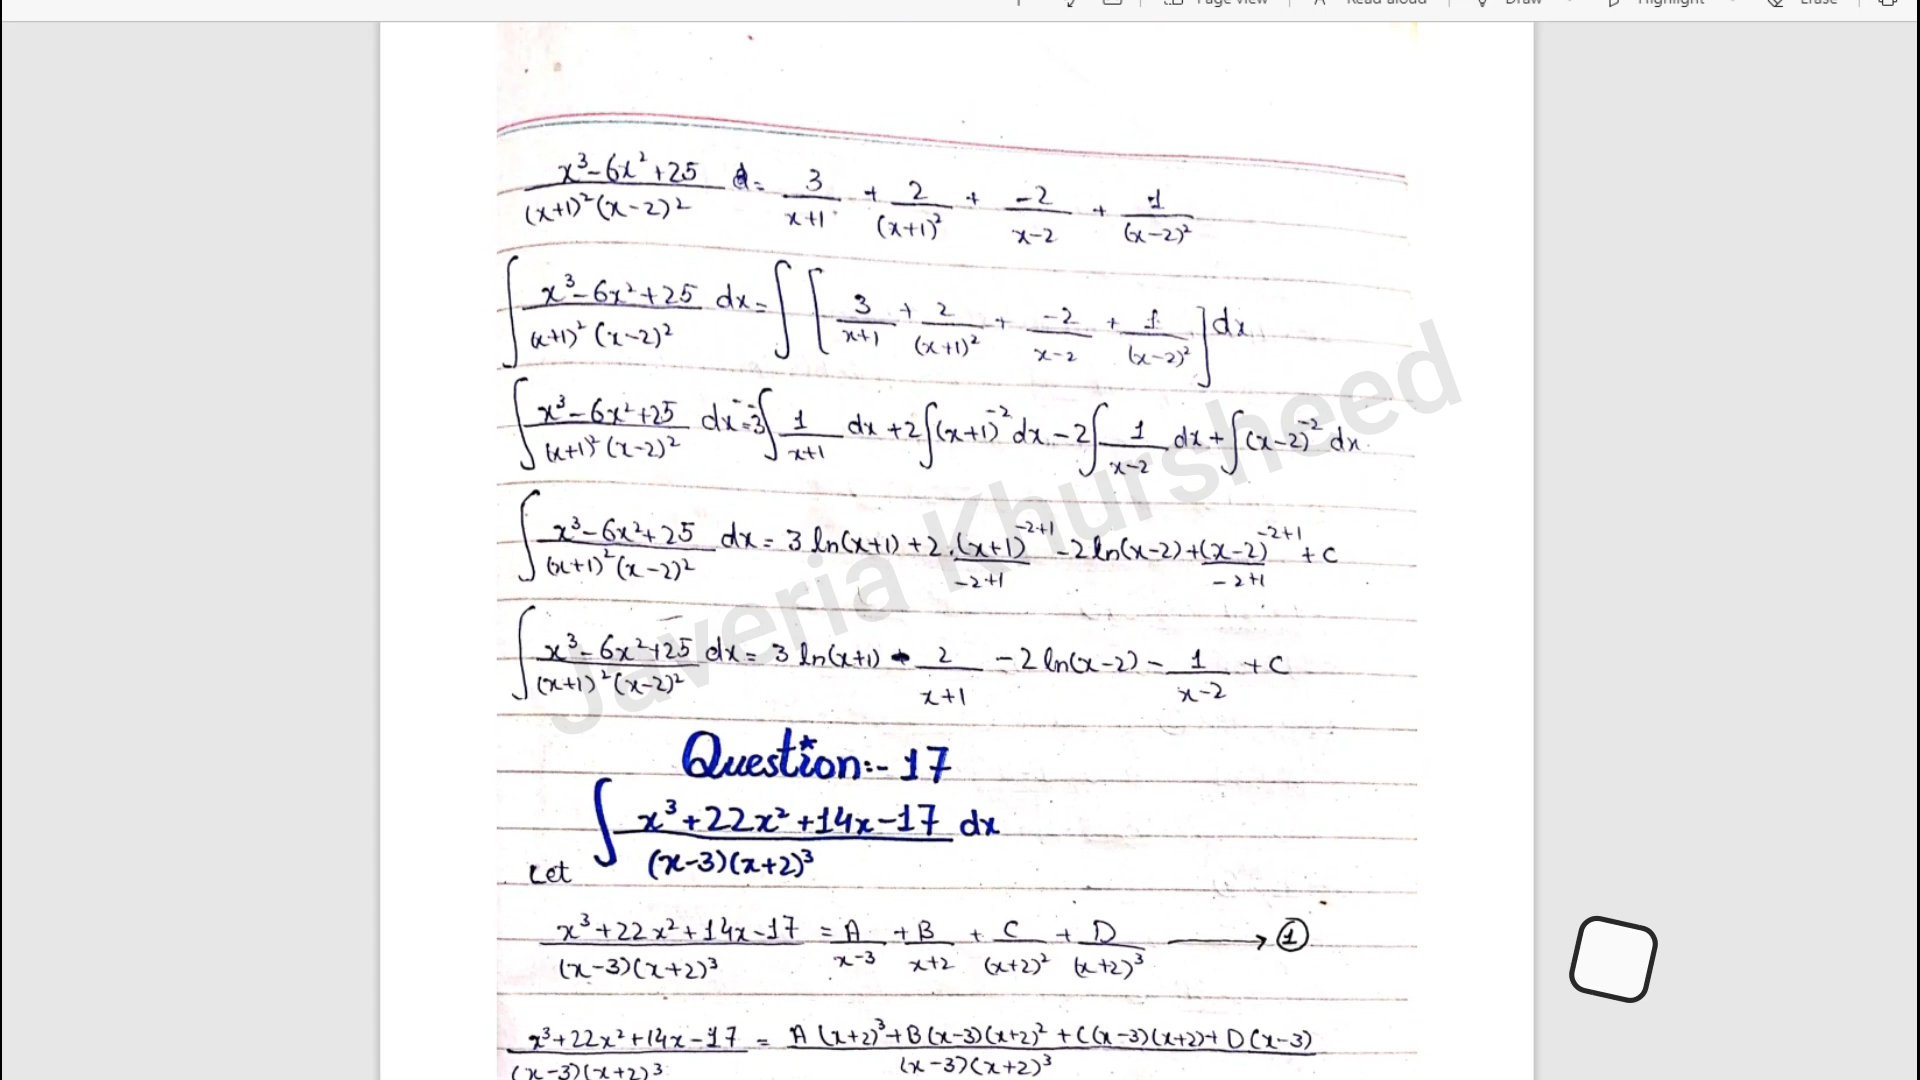 Page view | Read aloud | Draw Highlight Erase
x³-6x²+25 / (x+1)²(x-2)² = 3/(x+1) + 2/(x+1)² + -2/(x-2) + 1/(x-2)²
∫ x³-6x²+25 / (x+1)²(x-2)² dx = ∫ [ 3/(x+1) + 2/(x+1)² + -2/(x-2) + 1/(x-2)² ] dx
∫ x³-6x²+25 / (x+1)²(x-2)² dx = 3∫ 1/(x+1) dx + 2∫(x+1)⁻² dx - 2∫ 1/(x-2) dx + ∫(x-2)⁻² dx
∫ x³-6x²+25 / (x+1)²(x-2)² dx = 3 ln(x+1) + 2.(x+1)⁻²⁺¹/(-2+1) - 2 ln(x-2) + (x-2)⁻²⁺¹/(-2+1) + C
∫ x³-6x²+25 / (x+1)²(x-2)² dx = 3 ln(x+1) - 2/(x+1) - 2 ln(x-2) - 1/(x-2) + C
Question:- 17
∫ x³+22x²+14x-17 / (x-3)(x+2)³ dx
Let
x³+22x²+14x-17 / (x-3)(x+2)³ = A/(x-3) + B/(x+2) + C/(x+2)² + D/(x+2)³ → ①
x³+22x²+14x-17 / (x-3)(x+2)³ = A(x+2)³+B(x-3)(x+2)²+C(x-3)(x+2)+D(x-3) / (x-3)(x+2)³
Javeria Khursheed